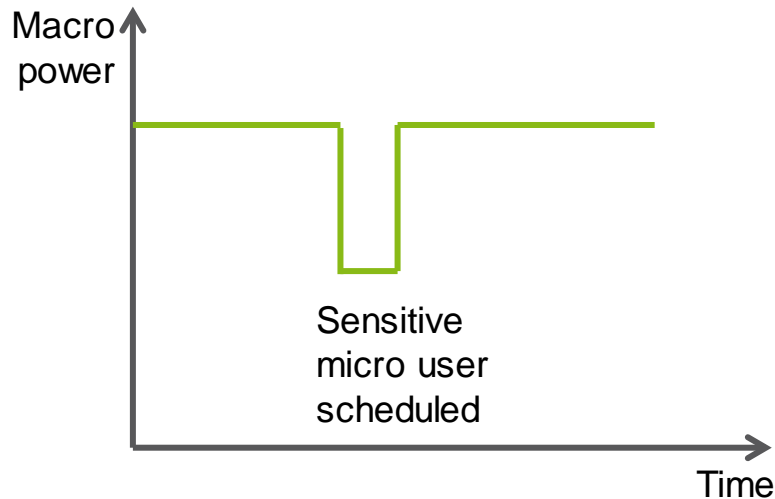 Macro
power
Sensitive
micro user
scheduled
Time